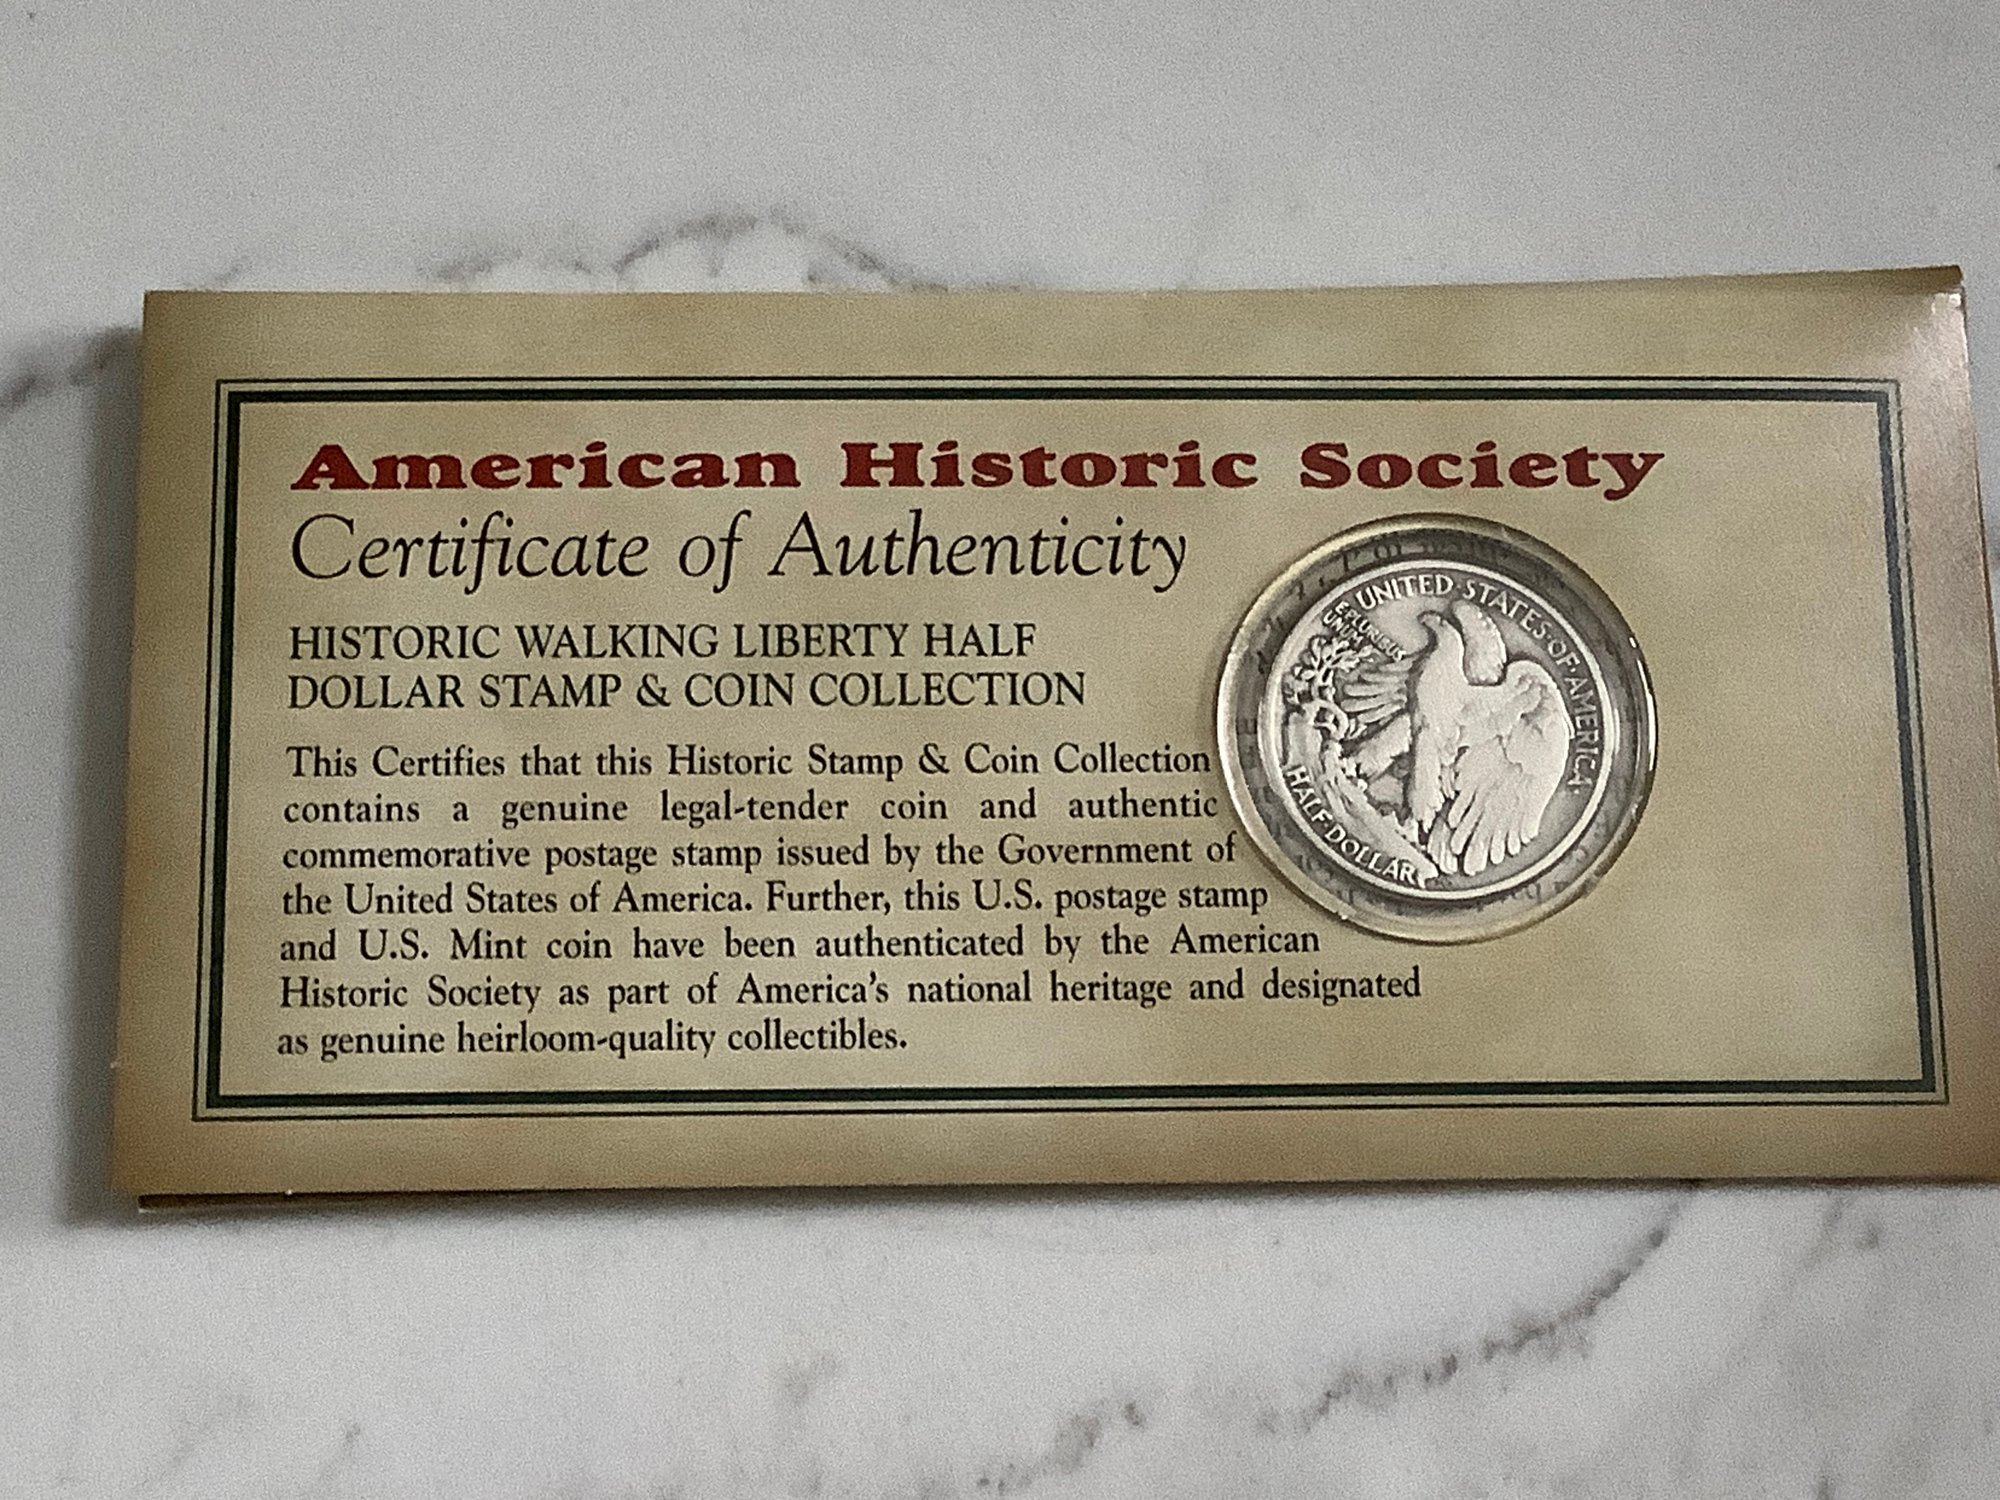 American Historic Society
Certificate of Authenticity
HISTORIC WALKING LIBERTY HALF
DOLLAR STAMP & COIN COLLECTION
This Certifies that this Historic Stamp & Coin Collection
contains a genuine legal-tender coin and authentic
commemorative postage stamp issued by the Government of
the United States of America. Further, this U.S. postage stamp
and U.S. Mint coin have been authenticated by the American
Historic Society as part of America's national heritage and designated
as genuine heirloom-quality collectibles.
UNITED·STATES·OF·AMERICA
E
PLURIBUS
UNUM
HALF·DOLLAR